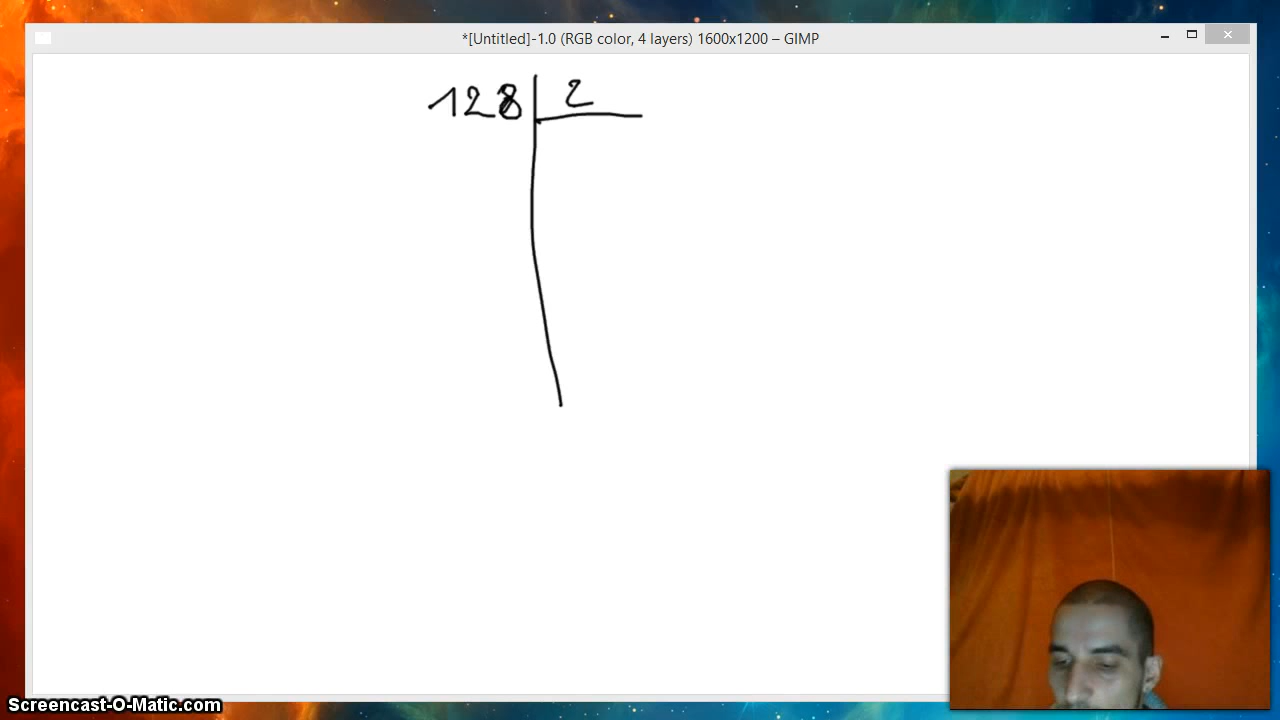 *[Untitled]-1.0 (RGB color, 4 layers) 1600x1200 – GIMP
128 2
Screencast-O-Matic.com